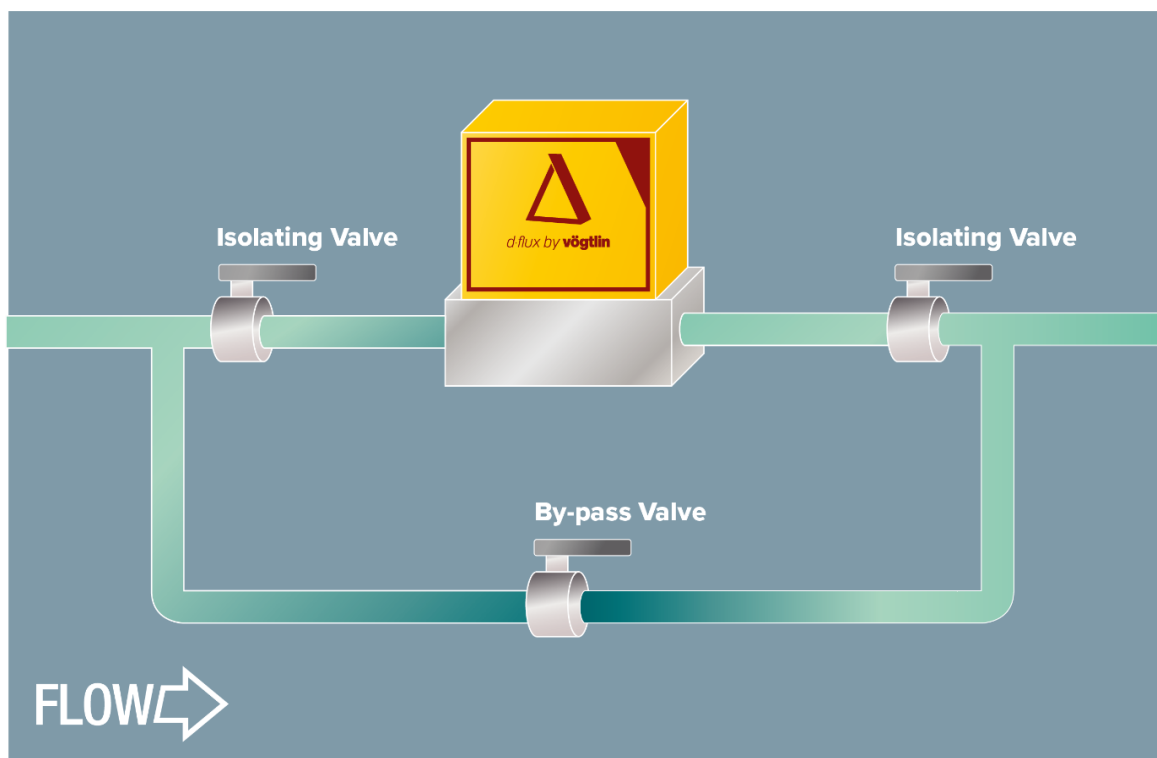 Isolating Valve
Isolating Valve
d·flux by vögtlin
By-pass Valve
FLOW